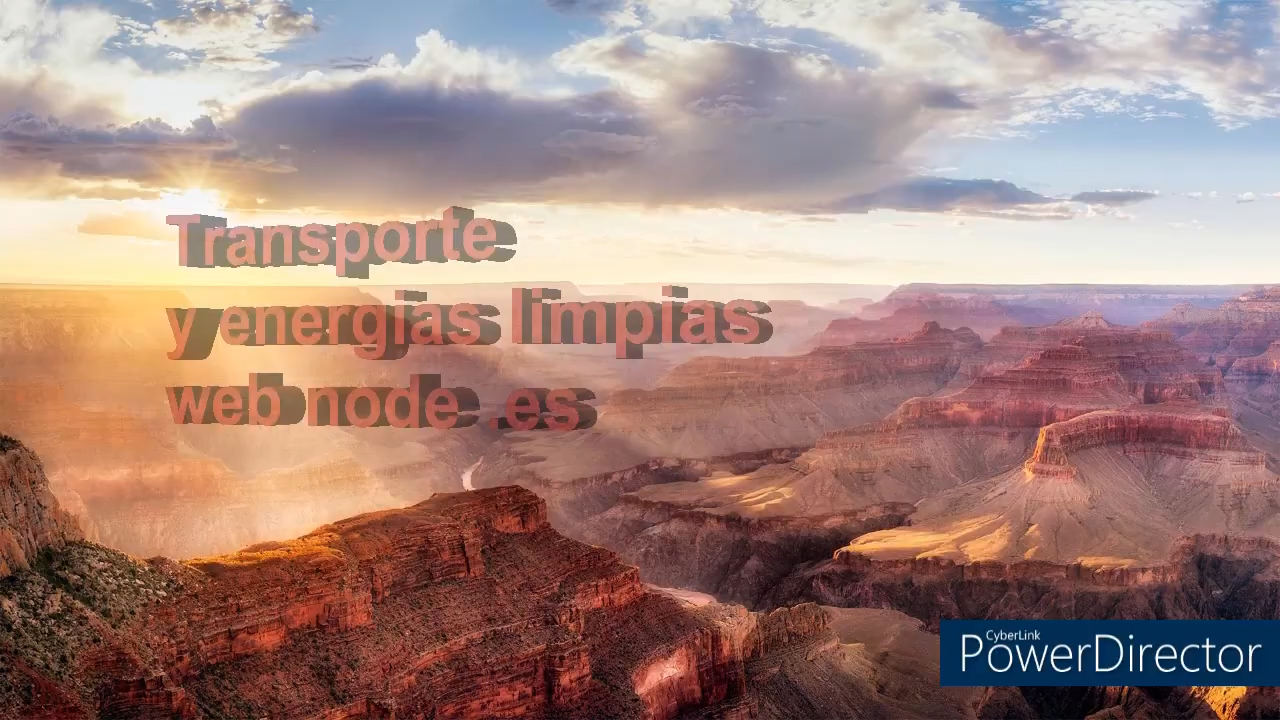 Transporte
y energias limpias
web node .es
CyberLink
PowerDirector